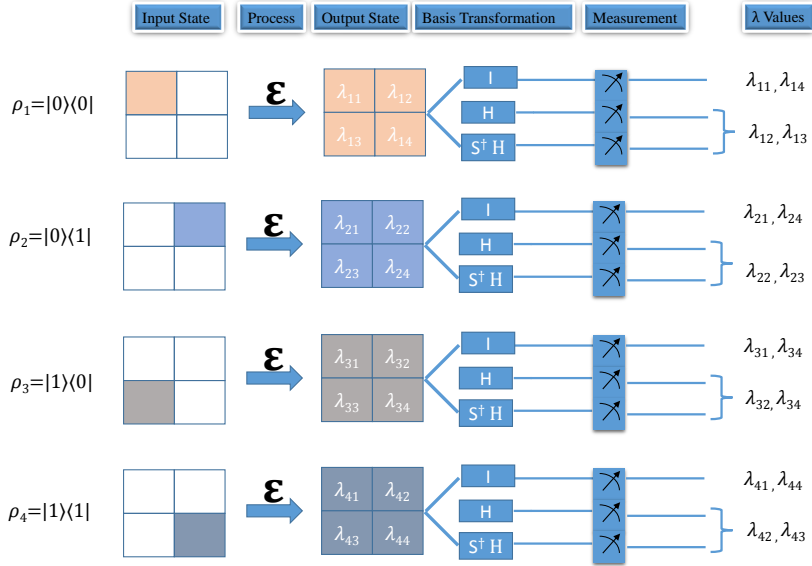 Input State Process Output State Basis Transformation Measurement λ Values
ρ₁=|0⟩⟨0| ε λ₁₁ λ₁₂ I λ₁₁, λ₁₄
λ₁₃ λ₁₄ H λ₁₂, λ₁₃
S† H
ρ₂=|0⟩⟨1| ε λ₂₁ λ₂₂ I λ₂₁, λ₂₄
λ₂₃ λ₂₄ H λ₂₂, λ₂₃
S† H
ρ₃=|1⟩⟨0| ε λ₃₁ λ₃₂ I λ₃₁, λ₃₄
λ₃₃ λ₃₄ H λ₃₂, λ₃₄
S† H
ρ₄=|1⟩⟨1| ε λ₄₁ λ₄₂ I λ₄₁, λ₄₄
λ₄₃ λ₄₄ H λ₄₂, λ₄₃
S† H